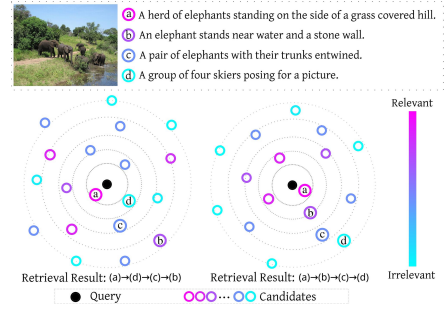 a A herd of elephants standing on the side of a grass covered hill.
b An elephant stands near water and a stone wall.
c A pair of elephants with their trunks entwined.
d A group of four skiers posing for a picture.
Relevant
a
d
c
b
a
b
c
d
Irrelevant
Retrieval Result: (a)→(d)→(c)→(b)
Retrieval Result: (a)→(b)→(c)→(d)
Query ... Candidates